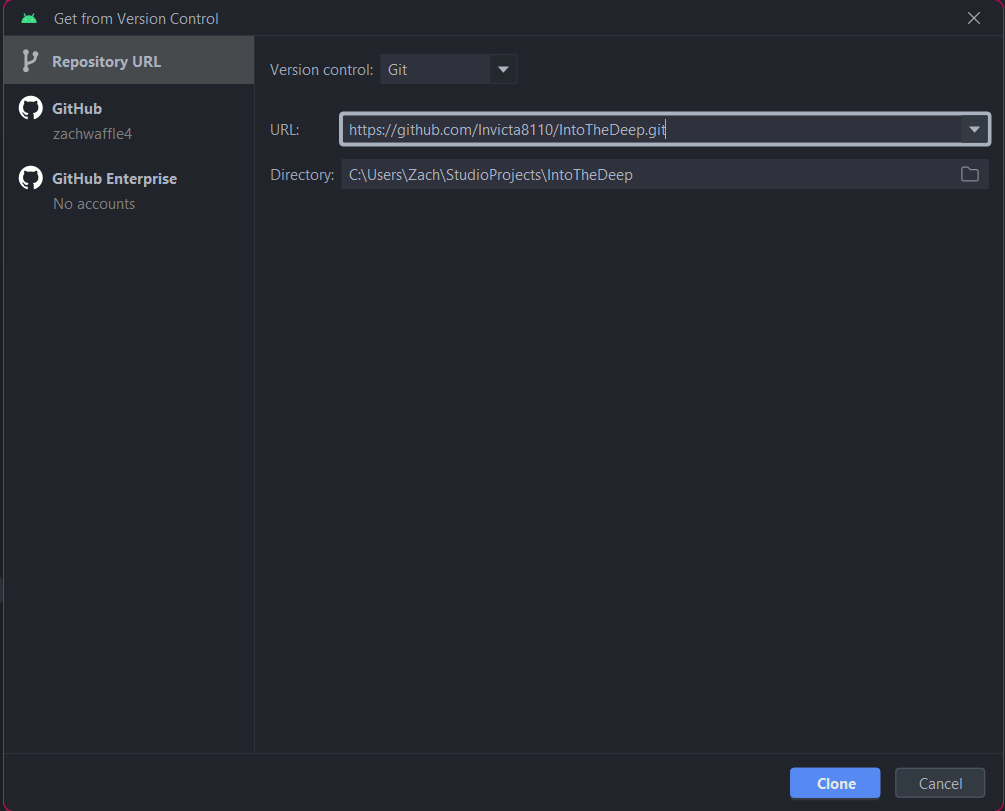 Get from Version Control
Repository URL
GitHub
zachwaffle4
GitHub Enterprise
No accounts
Version control: Git
URL: https://github.com/Invicta8110/IntoTheDeep.git
Directory: C:\Users\Zach\StudioProjects\IntoTheDeep
Clone Cancel